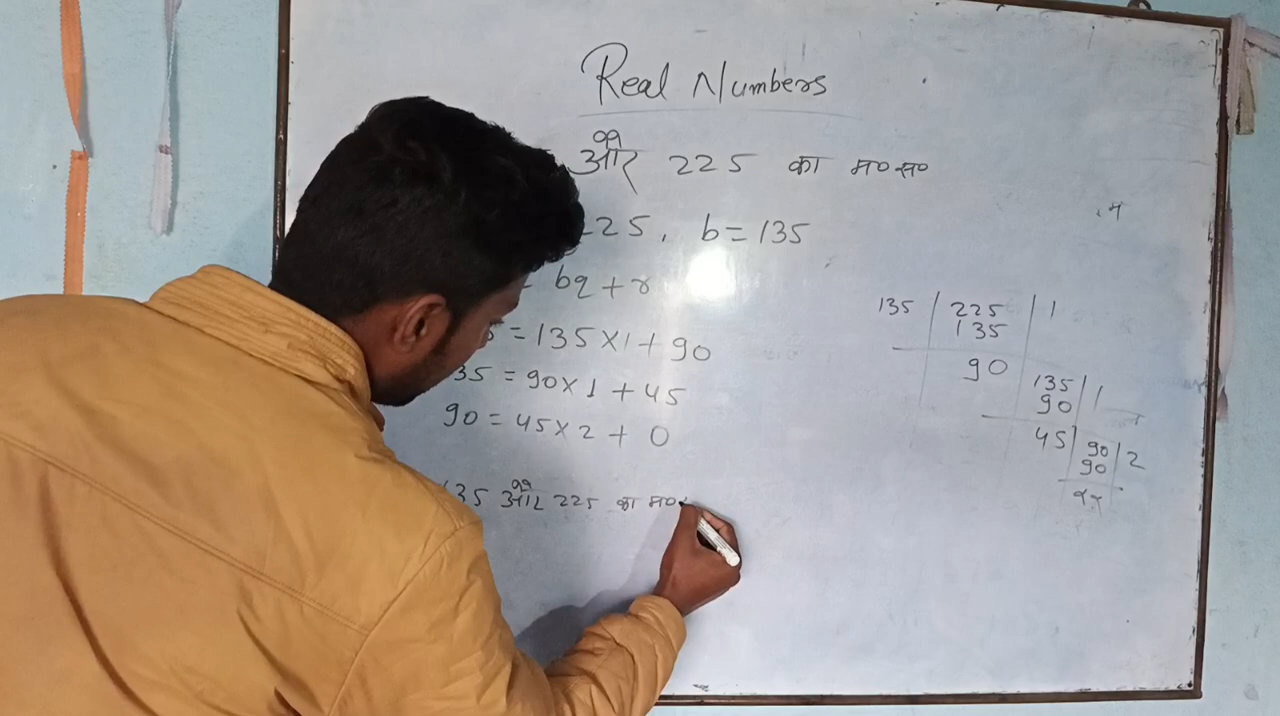 Real Numbers
और 225 का म०स०
225, b = 135
= bq + r
5 = 135 × 1 + 90
35 = 90 × 1 + 45
90 = 45 × 2 + 0
135 और 225 का म०
135 | 225 | 1
135
90
135 | 1
90
45 | 90 | 2
90
××